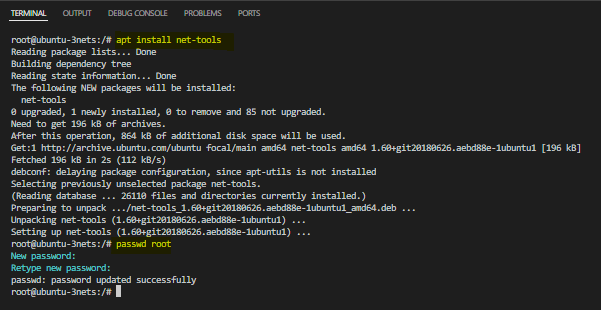 TERMINAL OUTPUT DEBUG CONSOLE PROBLEMS PORTS
root@ubuntu-3nets:/# apt install net-tools
Reading package lists... Done
Building dependency tree
Reading state information... Done
The following NEW packages will be installed:
  net-tools
0 upgraded, 1 newly installed, 0 to remove and 85 not upgraded.
Need to get 196 kB of archives.
After this operation, 864 kB of additional disk space will be used.
Get:1 http://archive.ubuntu.com/ubuntu focal/main amd64 net-tools amd64 1.60+git20180626.aebd88e-1ubuntu1 [196 kB]
Fetched 196 kB in 2s (112 kB/s)
debconf: delaying package configuration, since apt-utils is not installed
Selecting previously unselected package net-tools.
(Reading database ... 26110 files and directories currently installed.)
Preparing to unpack .../net-tools_1.60+git20180626.aebd88e-1ubuntu1_amd64.deb ...
Unpacking net-tools (1.60+git20180626.aebd88e-1ubuntu1) ...
Setting up net-tools (1.60+git20180626.aebd88e-1ubuntu1) ...
root@ubuntu-3nets:/# passwd root
New password:
Retype new password:
passwd: password updated successfully
root@ubuntu-3nets:/#